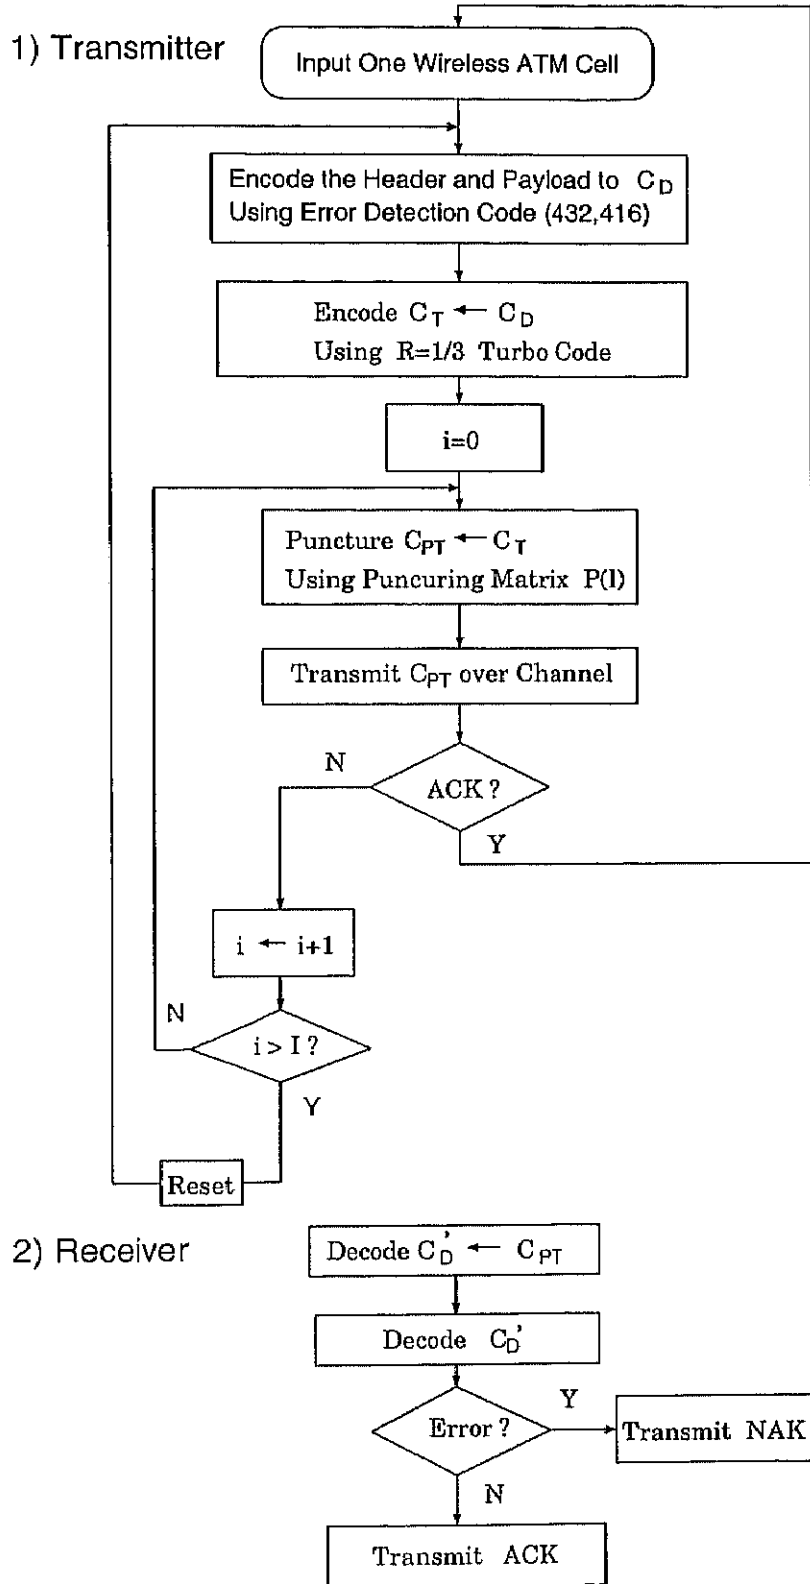 1) Transmitter
Input One Wireless ATM Cell
Encode the Header and Payload to C_D
Using Error Detection Code (432,416)
Encode C_T ← C_D
Using R=1/3 Turbo Code
i=0
Puncture C_PT ← C_T
Using Puncuring Matrix P(l)
Transmit C_PT over Channel
N
ACK ?
Y
i ← i+1
N
i > I ?
Y
Reset
2) Receiver
Decode C_D' ← C_PT
Decode C_D'
Error ?
Y
Transmit NAK
N
Transmit ACK